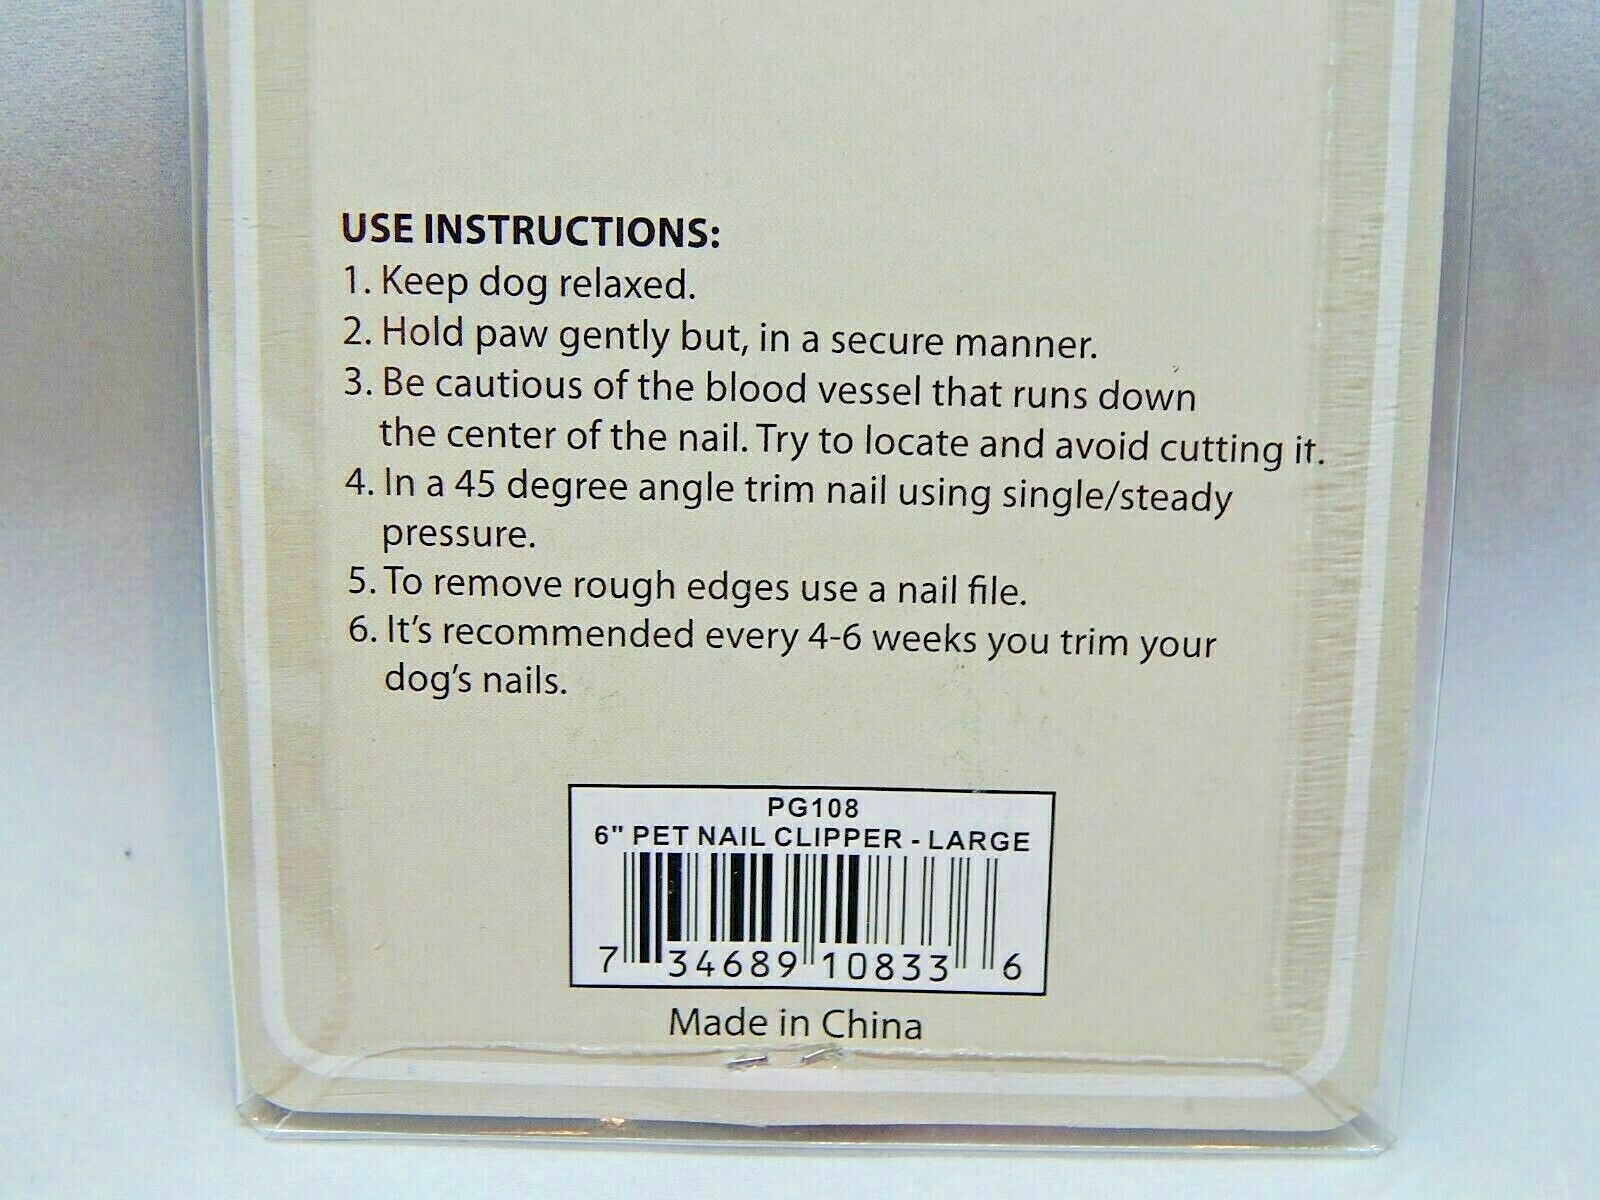 USE INSTRUCTIONS:
1. Keep dog relaxed.
2. Hold paw gently but, in a secure manner.
3. Be cautious of the blood vessel that runs down
the center of the nail. Try to locate and avoid cutting it.
4. In a 45 degree angle trim nail using single/steady
pressure.
5. To remove rough edges use a nail file.
6. It's recommended every 4-6 weeks you trim your
dog's nails.
PG108
6" PET NAIL CLIPPER - LARGE
7 34689 10833 6
Made in China